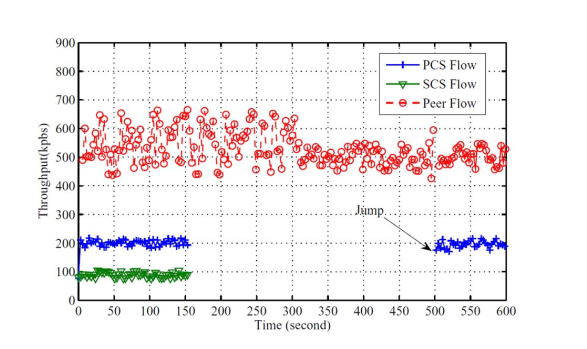 900
800
700
600
500
400
300
200
100
0
Throughput(kpbs)
PCS Flow
SCS Flow
Peer Flow
Jump
0 50 100 150 200 250 300 350 400 450 500 550 600
Time (second)